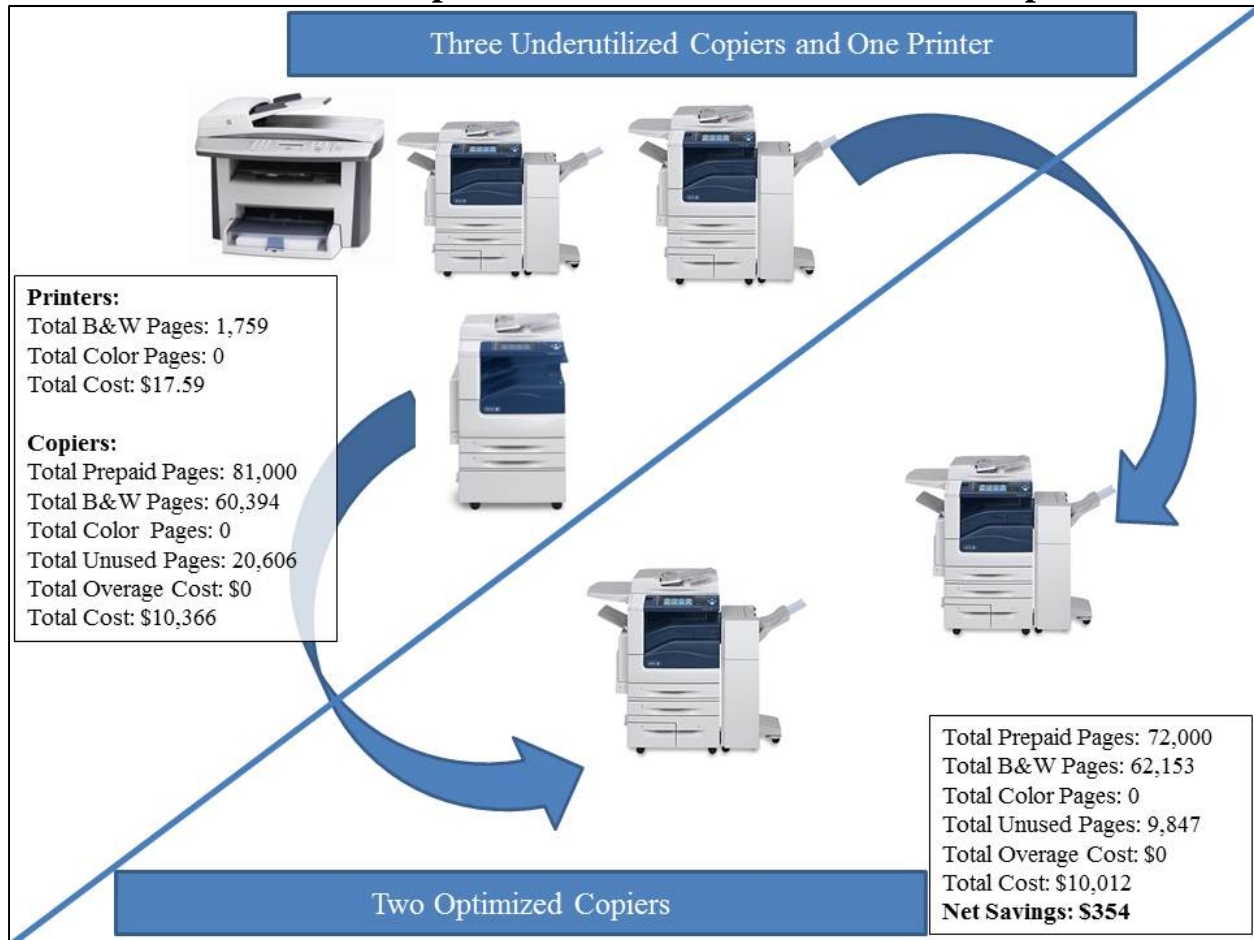 Three Underutilized Copiers and One Printer
Printers:
Total B&W Pages: 1,759
Total Color Pages: 0
Total Cost: $17.59
Copiers:
Total Prepaid Pages: 81,000
Total B&W Pages: 60,394
Total Color Pages: 0
Total Unused Pages: 20,606
Total Overage Cost: $0
Total Cost: $10,366
Total Prepaid Pages: 72,000
Total B&W Pages: 62,153
Total Color Pages: 0
Total Unused Pages: 9,847
Total Overage Cost: $0
Total Cost: $10,012
Net Savings: $354
Two Optimized Copiers